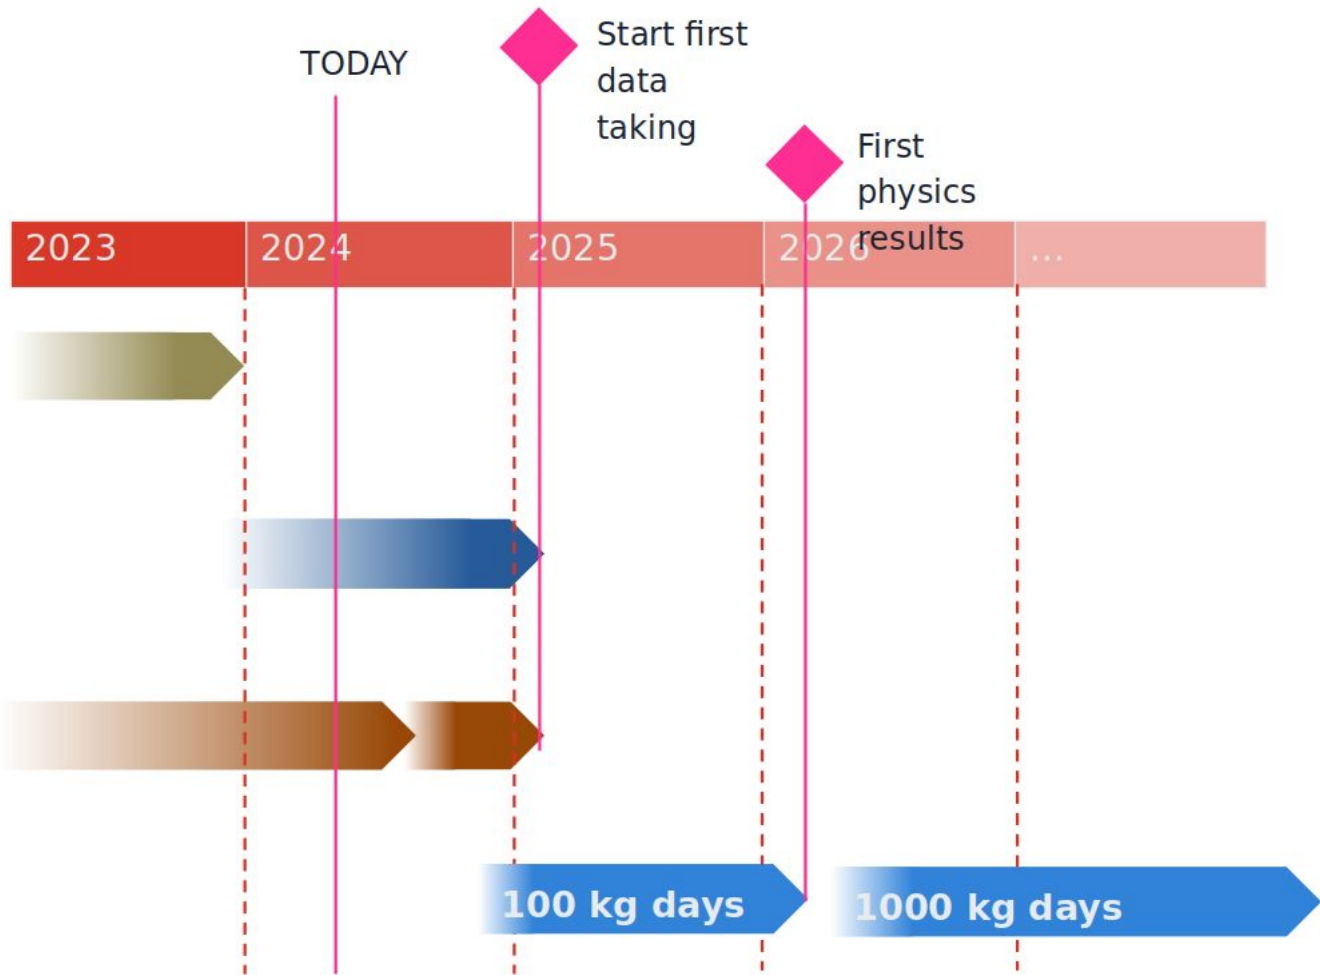 TODAY
Start first
data
taking
First
physics
results
2023
2024
2025
2026
...
100 kg days
1000 kg days